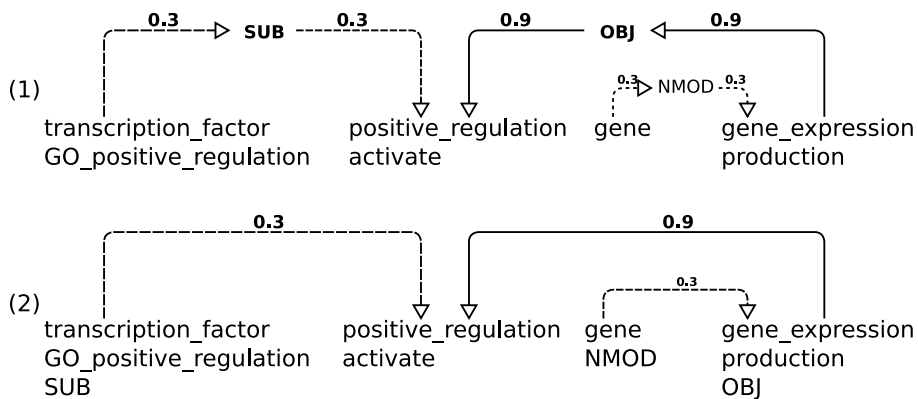 0.3 SUB 0.3 0.9 OBJ 0.9
0.3 NMOD 0.3
(1)
transcription_factor positive_regulation gene gene_expression
GO_positive_regulation activate production
0.3 0.9
0.3
(2)
transcription_factor positive_regulation gene gene_expression
GO_positive_regulation activate NMOD production
SUB OBJ